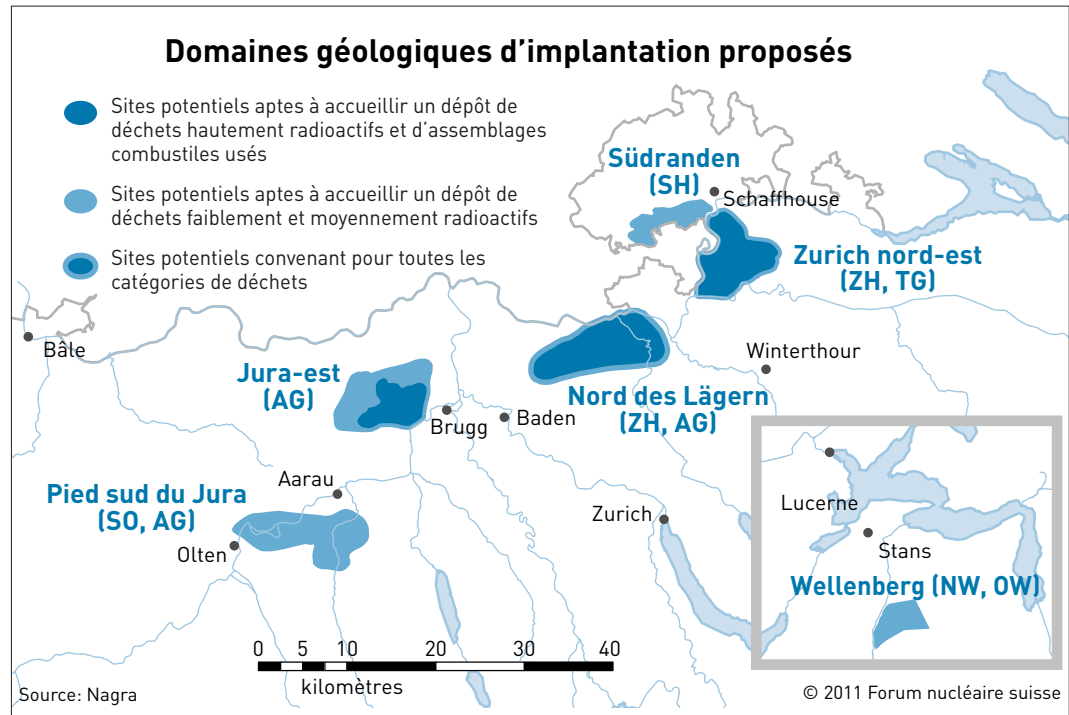 Domaines géologiques d'implantation proposés
Sites potentiels aptes à accueillir un dépôt de
déchets hautement radioactifs et d'assemblages
combustiles usés
Sites potentiels aptes à accueillir un dépôt de
déchets faiblement et moyennement radioactifs
Sites potentiels convenant pour toutes les
catégories de déchets
Südranden
(SH)
Schaffhouse
Zurich nord-est
(ZH, TG)
Bâle
Winterthour
Jura-est
(AG)
Nord des Lägern
(ZH, AG)
Brugg
Baden
Aarau
Pied sud du Jura
(SO, AG)
Olten
Zurich
Lucerne
Stans
Wellenberg (NW, OW)
0 5 10 20 30 40
kilomètres
Source: Nagra
© 2011 Forum nucléaire suisse